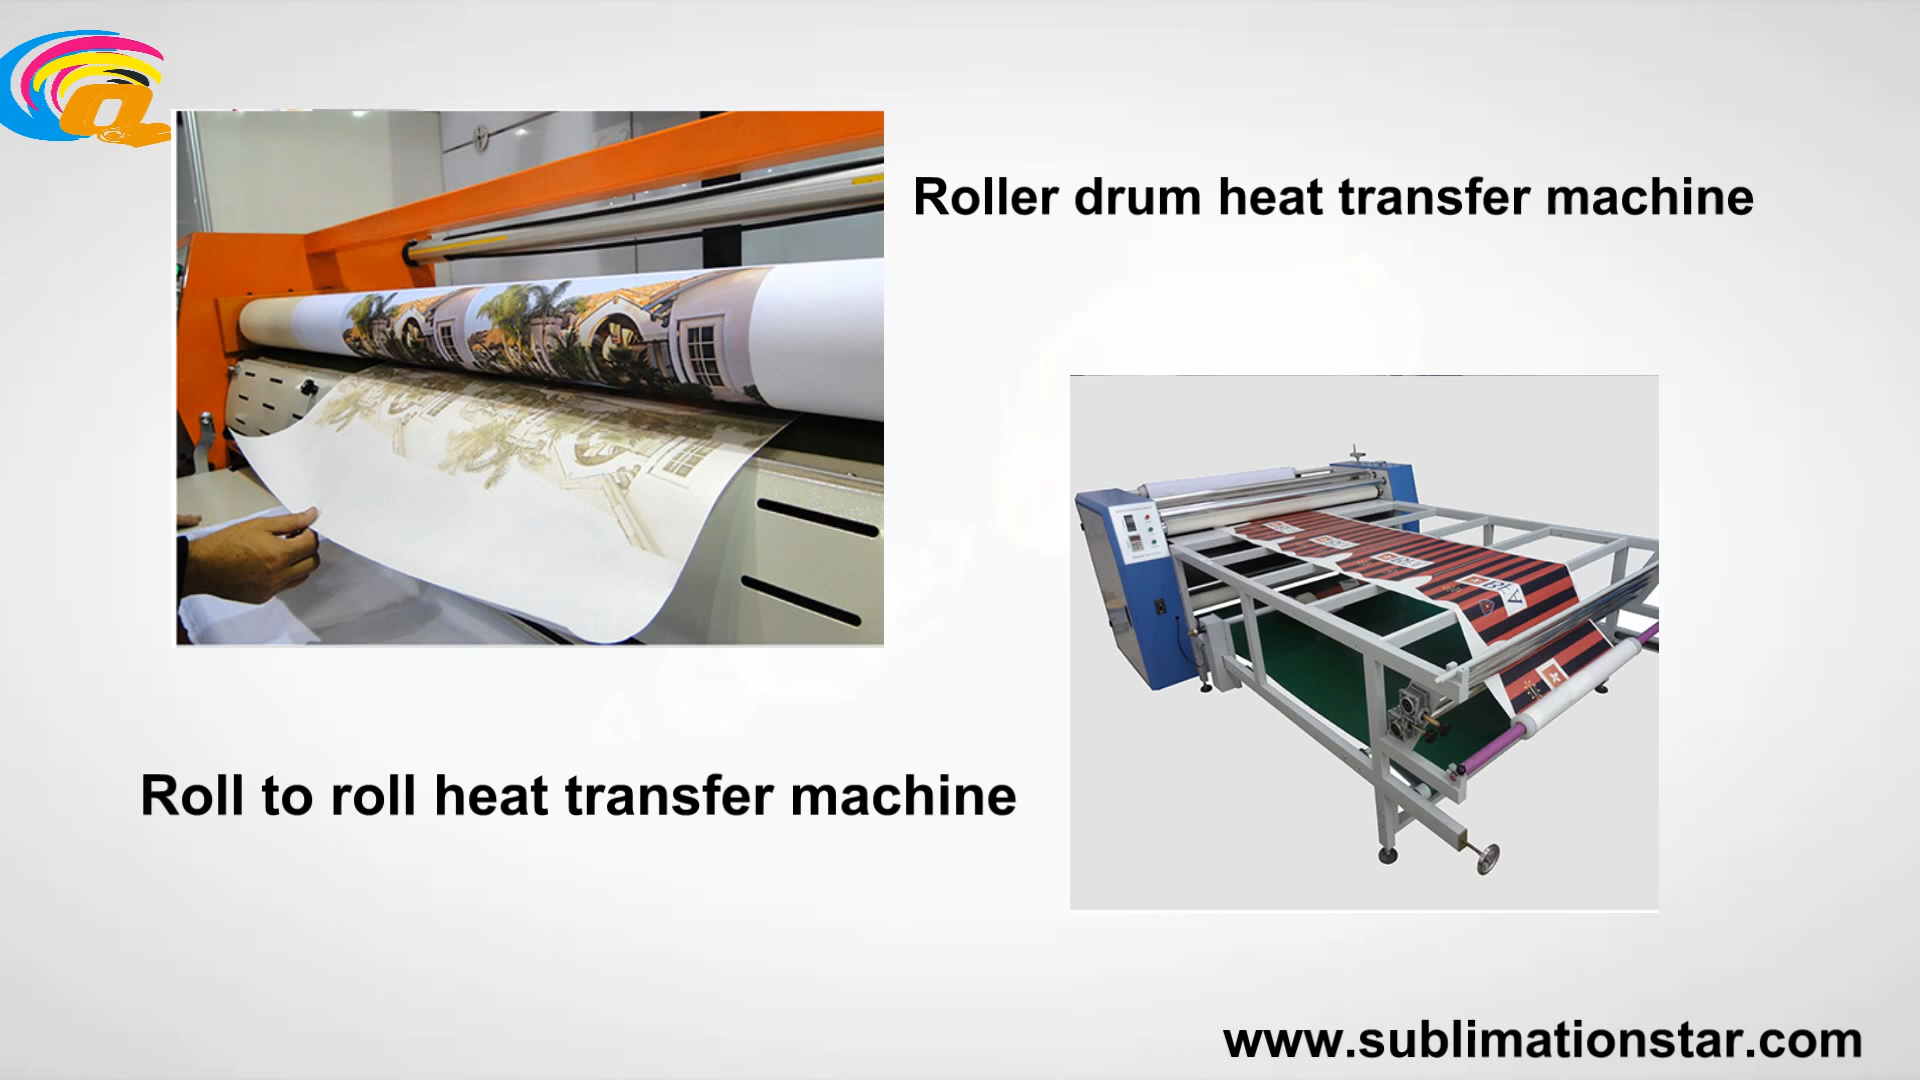 Roller drum heat transfer machine
Roll to roll heat transfer machine
www.sublimationstar.com